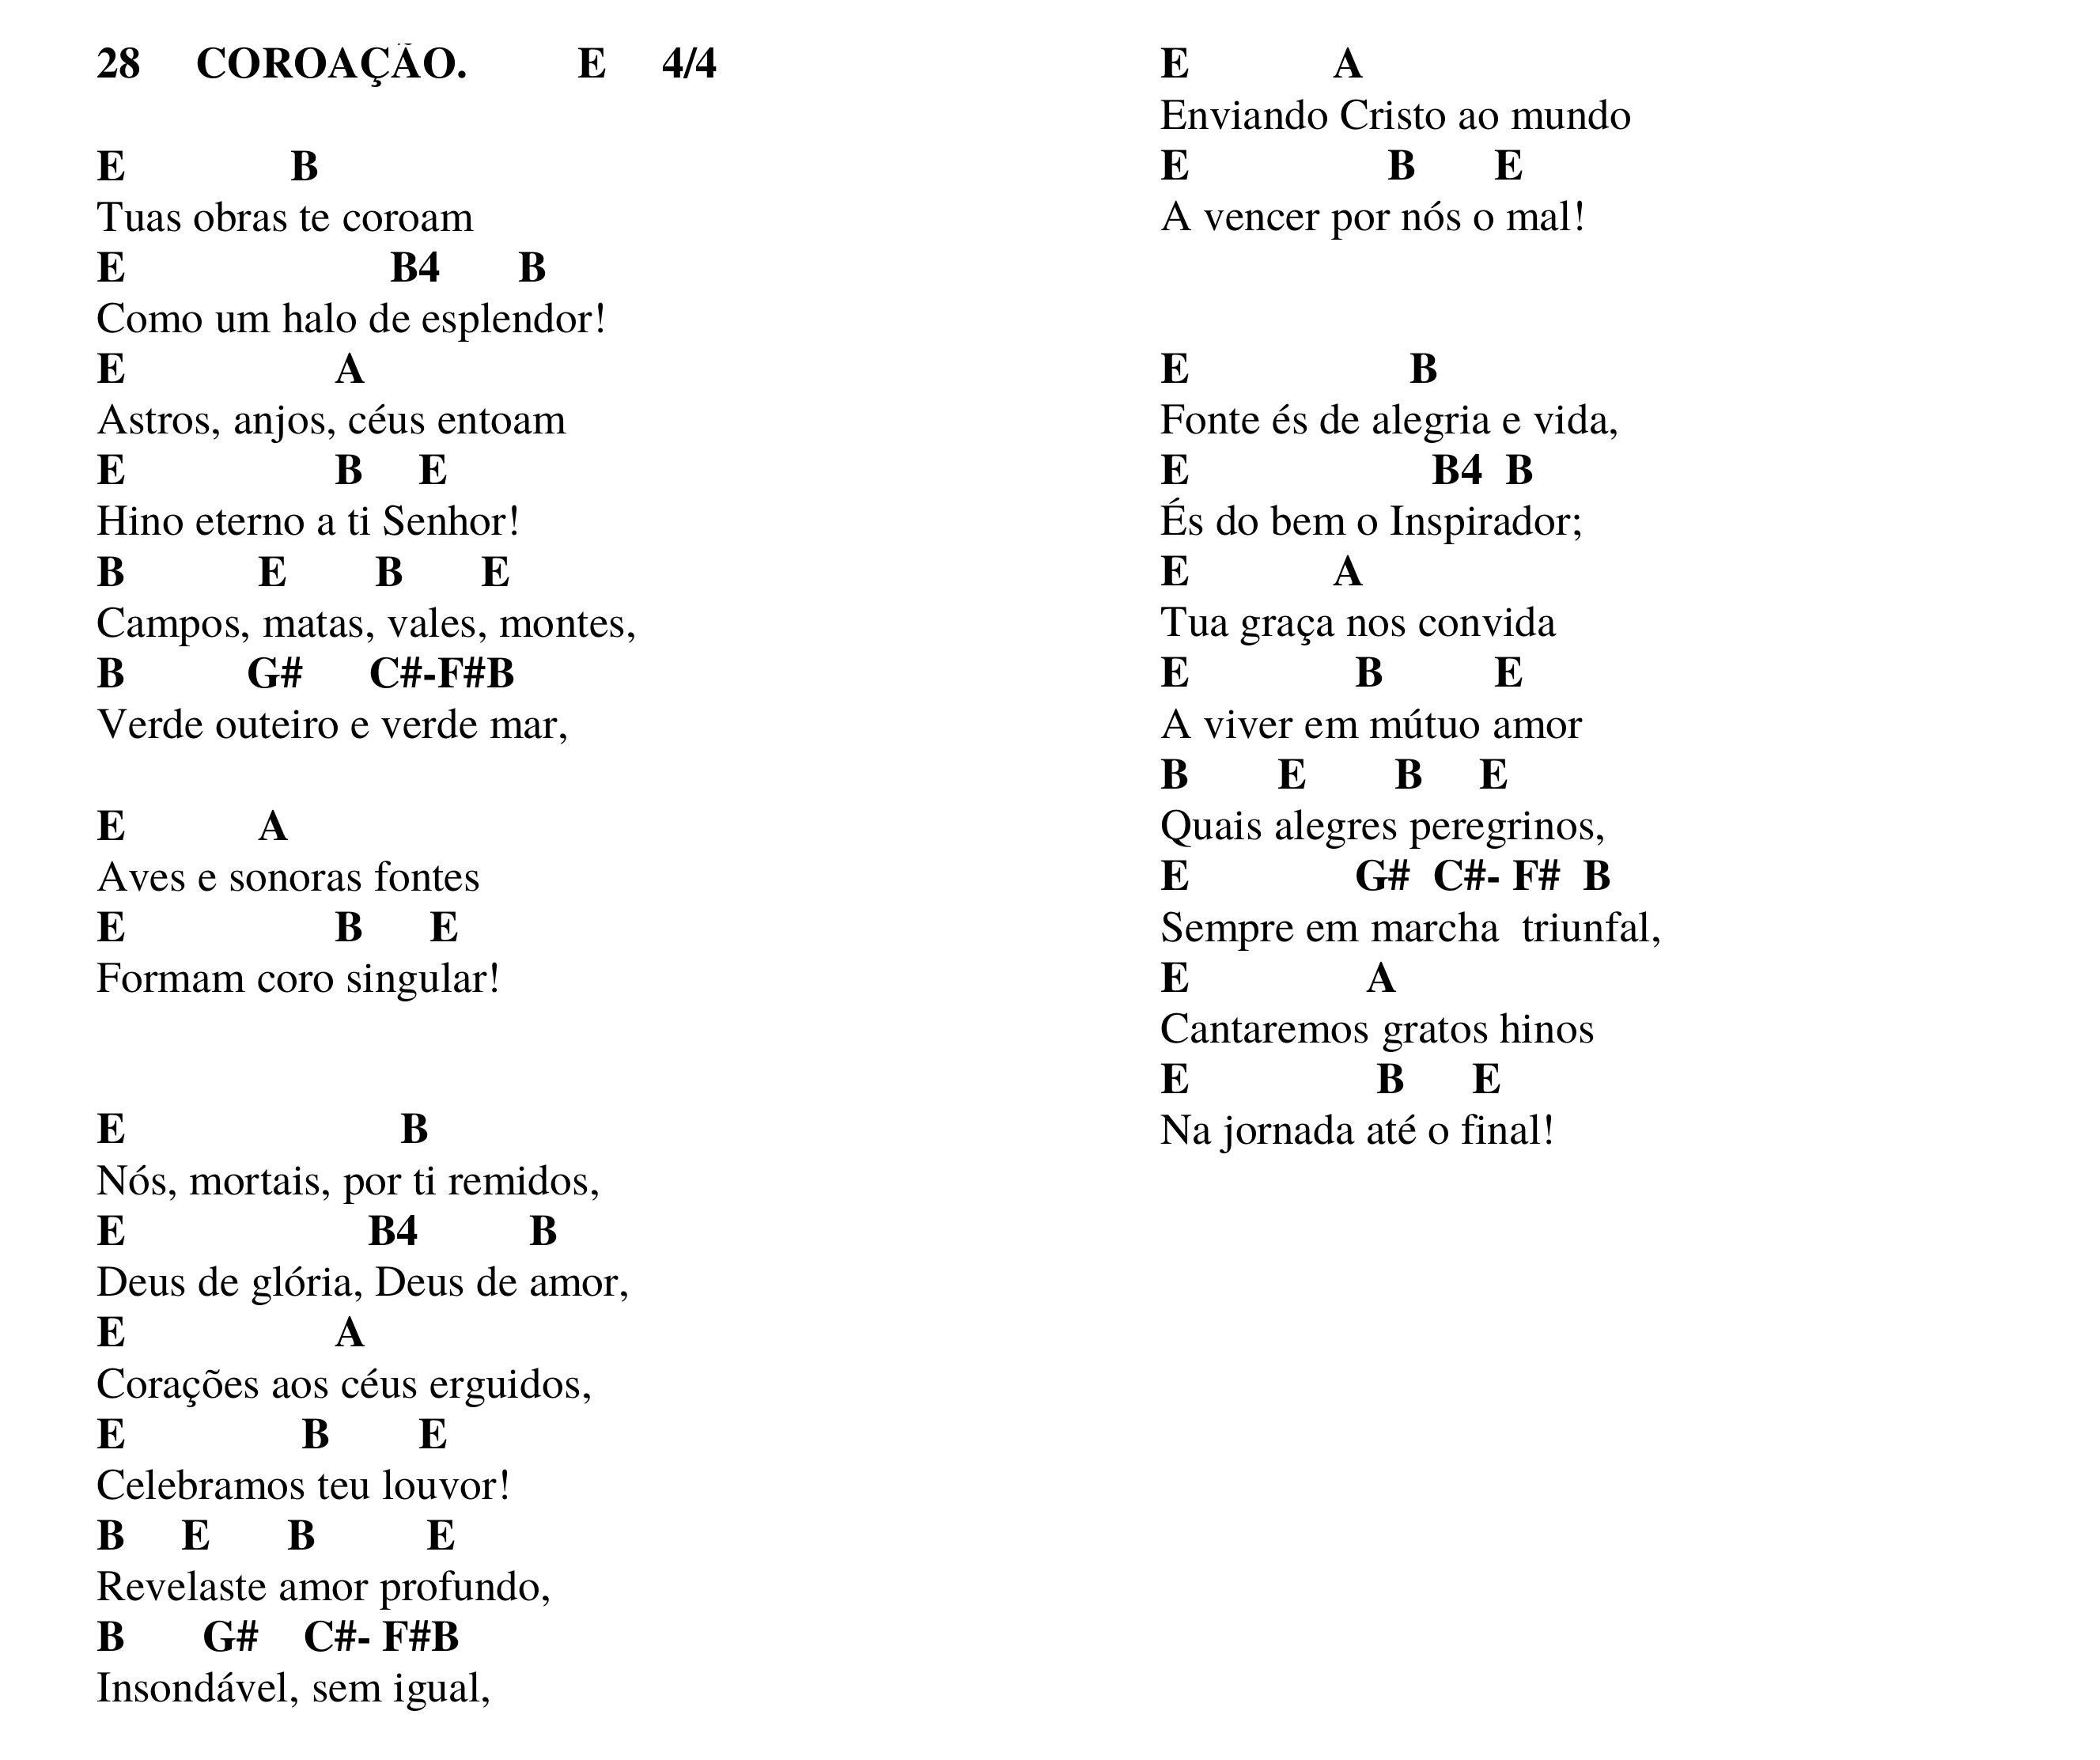 28 COROAÇÃO. E 4/4
E B
Tuas obras te coroam
E B4 B
Como um halo de esplendor!
E A
Astros, anjos, céus entoam
E B E
Hino eterno a ti Senhor!
B E B E
Campos, matas, vales, montes,
B G# C#-F#B
Verde outeiro e verde mar,
E A
Aves e sonoras fontes
E B E
Formam coro singular!
E B
Nós, mortais, por ti remidos,
E B4 B
Deus de glória, Deus de amor,
E A
Corações aos céus erguidos,
E B E
Celebramos teu louvor!
B E B E
Revelaste amor profundo,
B G# C#- F#B
Insondável, sem igual,
E A
Enviando Cristo ao mundo
E B E
A vencer por nós o mal!
E B
Fonte és de alegria e vida,
E B4 B
És do bem o Inspirador;
E A
Tua graça nos convida
E B E
A viver em mútuo amor
B E B E
Quais alegres peregrinos,
E G# C#- F# B
Sempre em marcha triunfal,
E A
Cantaremos gratos hinos
E B E
Na jornada até o final!